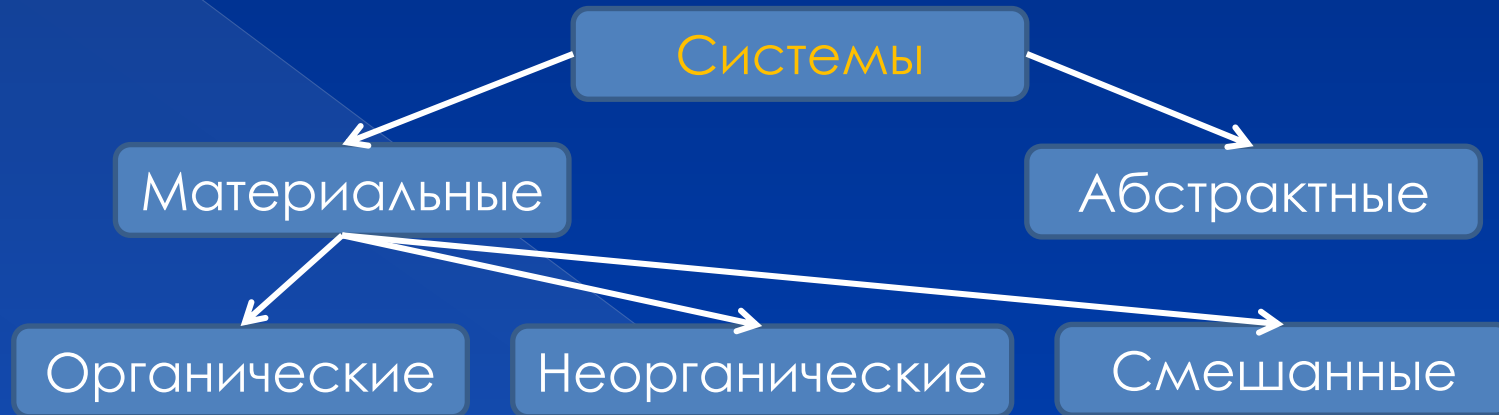 Системы
Материальные
Абстрактные
Органические
Неорганические
Смешанные